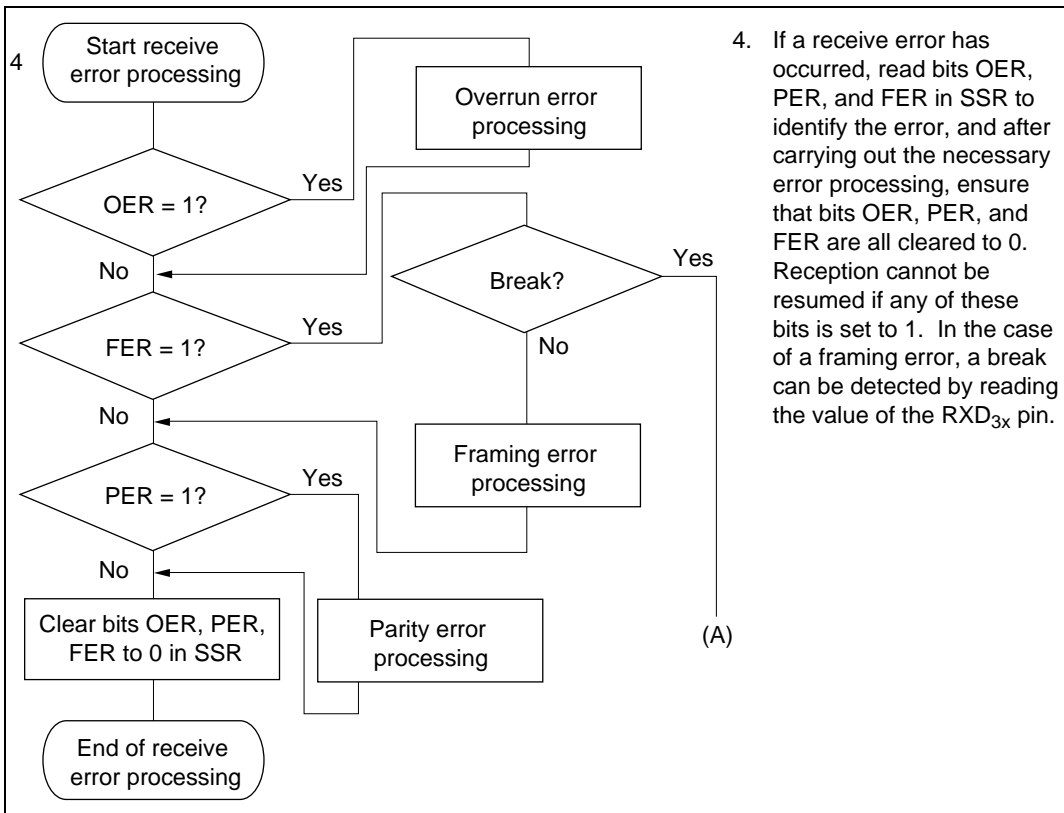 4
Start receive
error processing
Overrun error
processing
OER = 1?
Yes
No
FER = 1?
Yes
Break?
Yes
No
No
Framing error
processing
PER = 1?
Yes
No
Clear bits OER, PER,
FER to 0 in SSR
Parity error
processing
(A)
End of receive
error processing
4. If a receive error has
occurred, read bits OER,
PER, and FER in SSR to
identify the error, and after
carrying out the necessary
error processing, ensure
that bits OER, PER, and
FER are all cleared to 0.
Reception cannot be
resumed if any of these
bits is set to 1. In the case
of a framing error, a break
can be detected by reading
the value of the RXD3x pin.